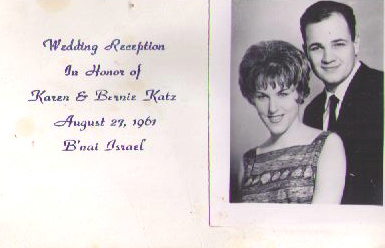 Wedding Reception
In Honor of
Karen & Bernie Katz
August 27, 1961
B'nai Israel